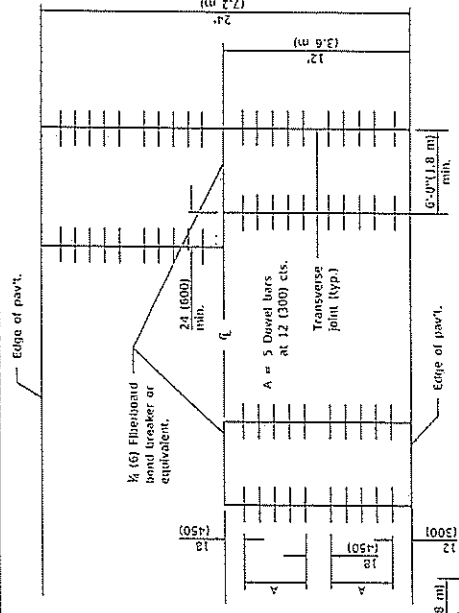 Edge of pav't.
24'
(7.2 m)
12'
(3.6 m)
¼ (6) Fiberboard
bond breaker or
equivalent.
24 (600)
min.
℄
A = 5 Dowel bars
at 12 (300) cts.
Transverse
joint (typ.)
6'-0"(1.8 m)
min.
Edge of pav't.
18
(450)
18
(450)
A
A
12
(300)
8 m)